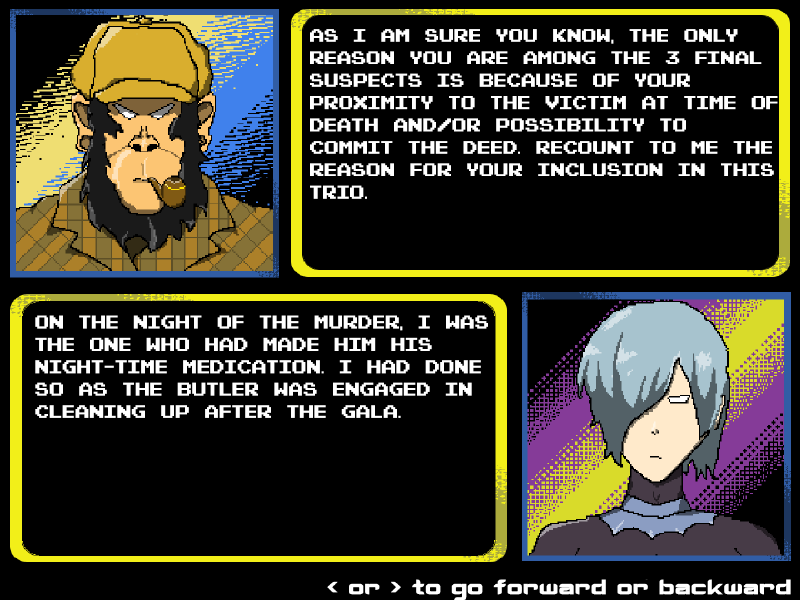 AS I AM SURE YOU KNOW, THE ONLY
REASON YOU ARE AMONG THE 3 FINAL
SUSPECTS IS BECAUSE OF YOUR
PROXIMITY TO THE VICTIM AT TIME OF
DEATH AND/OR POSSIBILITY TO
COMMIT THE DEED. RECOUNT TO ME THE
REASON FOR YOUR INCLUSION IN THIS
TRIO.
ON THE NIGHT OF THE MURDER, I WAS
THE ONE WHO HAD MADE HIM HIS
NIGHT-TIME MEDICATION. I HAD DONE
SO AS THE BUTLER WAS ENGAGED IN
CLEANING UP AFTER THE GALA.
< or > to go forward or backward